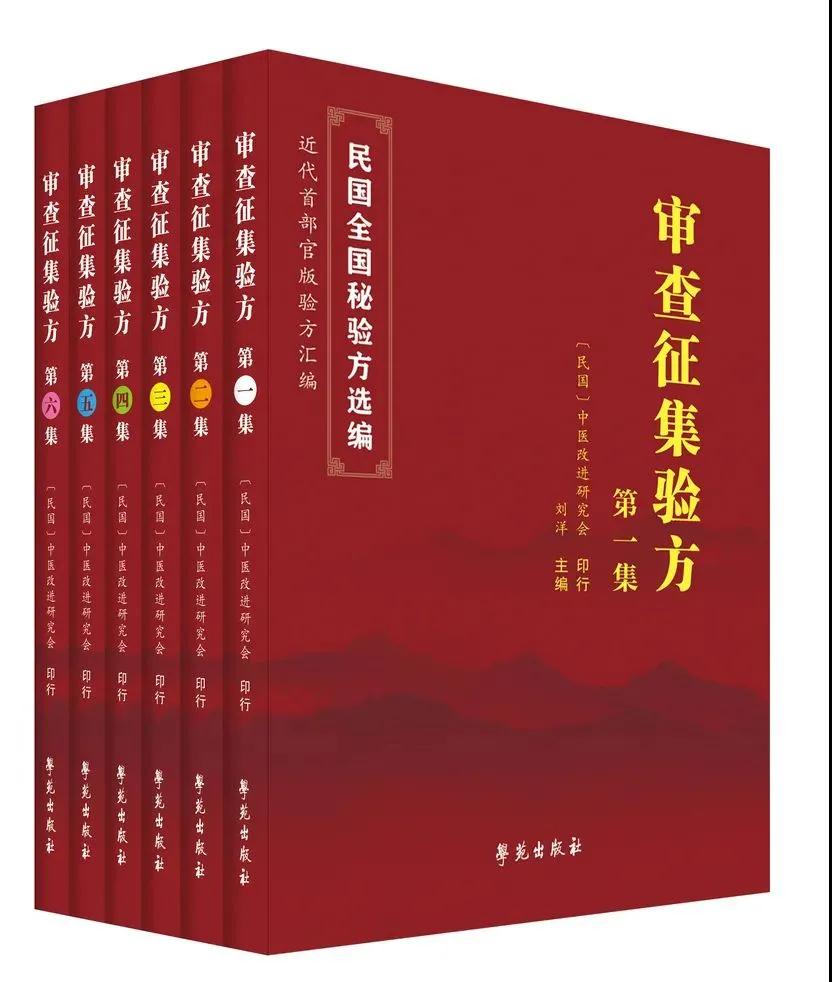 审查征集验方
第一集
〔民国〕中医改进研究会 印行
刘洋 主编
民国全国秘验方选编
近代首部官版验方汇编
學苑出版社
审查征集验方 第一集 〔民国〕中医改进研究会 印行 學苑出版社
审查征集验方 第二集 〔民国〕中医改进研究会 印行 學苑出版社
审查征集验方 第三集 〔民国〕中医改进研究会 印行 學苑出版社
审查征集验方 第四集 〔民国〕中医改进研究会 印行 學苑出版社
审查征集验方 第五集 〔民国〕中医改进研究会 印行 學苑出版社
审查征集验方 第六集 〔民国〕中医改进研究会 印行 學苑出版社